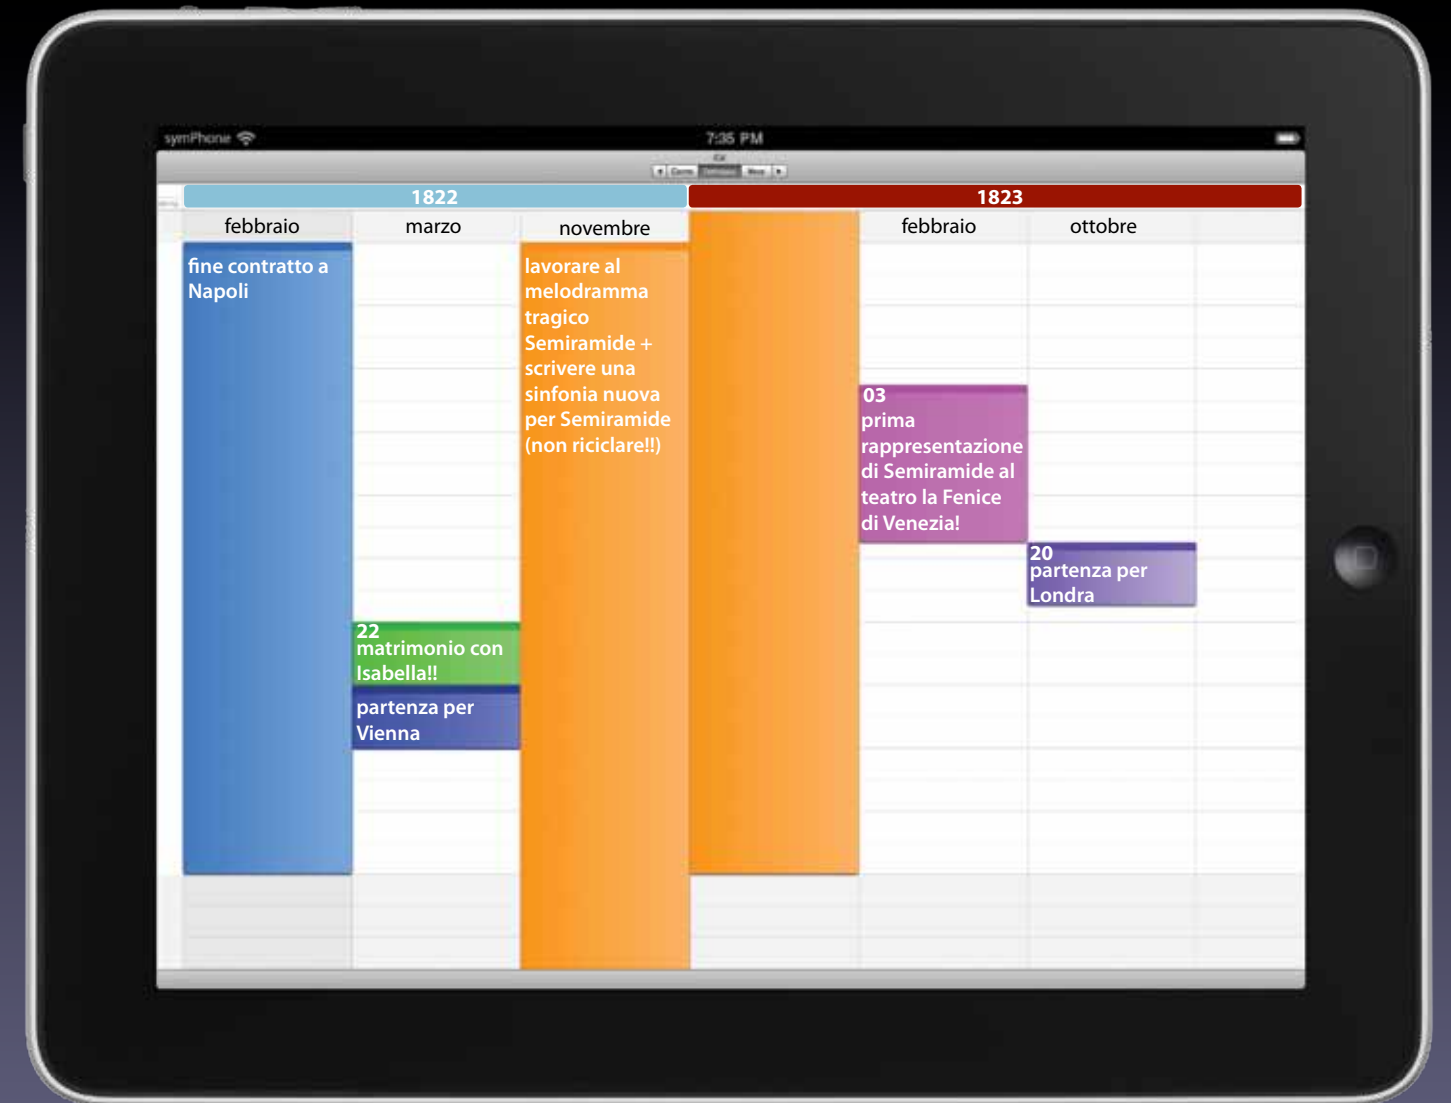 symPhonie 7:35 PM
1822 1823
febbraio marzo novembre febbraio ottobre
fine contratto a
Napoli
22
matrimonio con
Isabella!!
partenza per
Vienna
lavorare al
melodramma
tragico
Semiramide +
scrivere una
sinfonia nuova
per Semiramide
(non riciclare!!)
03
prima
rappresentazione
di Semiramide al
teatro la Fenice
di Venezia!
20
partenza per
Londra